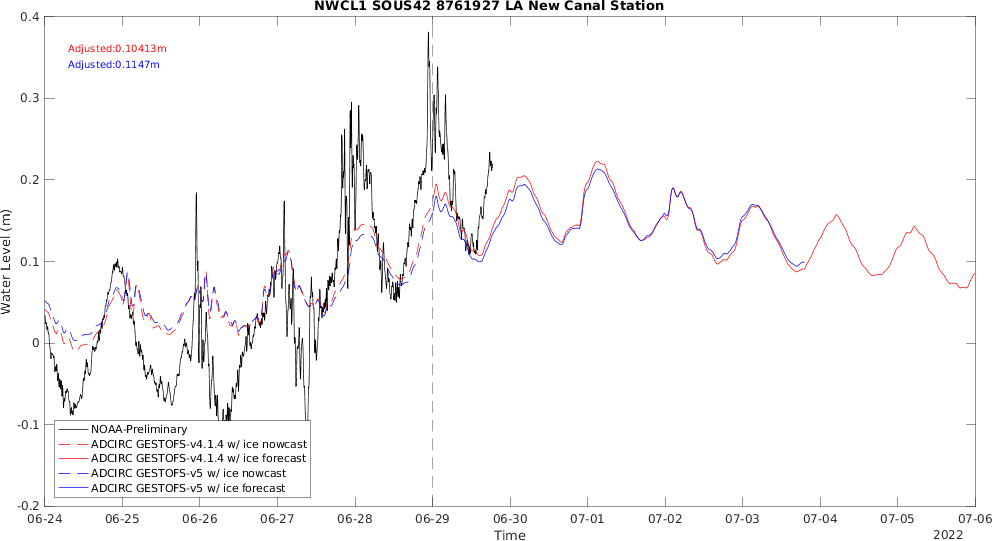 NWCL1 SOUS42 8761927 LA New Canal Station
0.4
0.3
0.2
0.1
0
-0.1
-0.2
Water Level (m)
Adjusted:0.10413m
Adjusted:0.1147m
NOAA-Preliminary
ADCIRC GESTOFS-v4.1.4 w/ ice nowcast
ADCIRC GESTOFS-v4.1.4 w/ ice forecast
ADCIRC GESTOFS-v5 w/ ice nowcast
ADCIRC GESTOFS-v5 w/ ice forecast
06-24 06-25 06-26 06-27 06-28 06-29 06-30 07-01 07-02 07-03 07-04 07-05 07-06
Time
2022